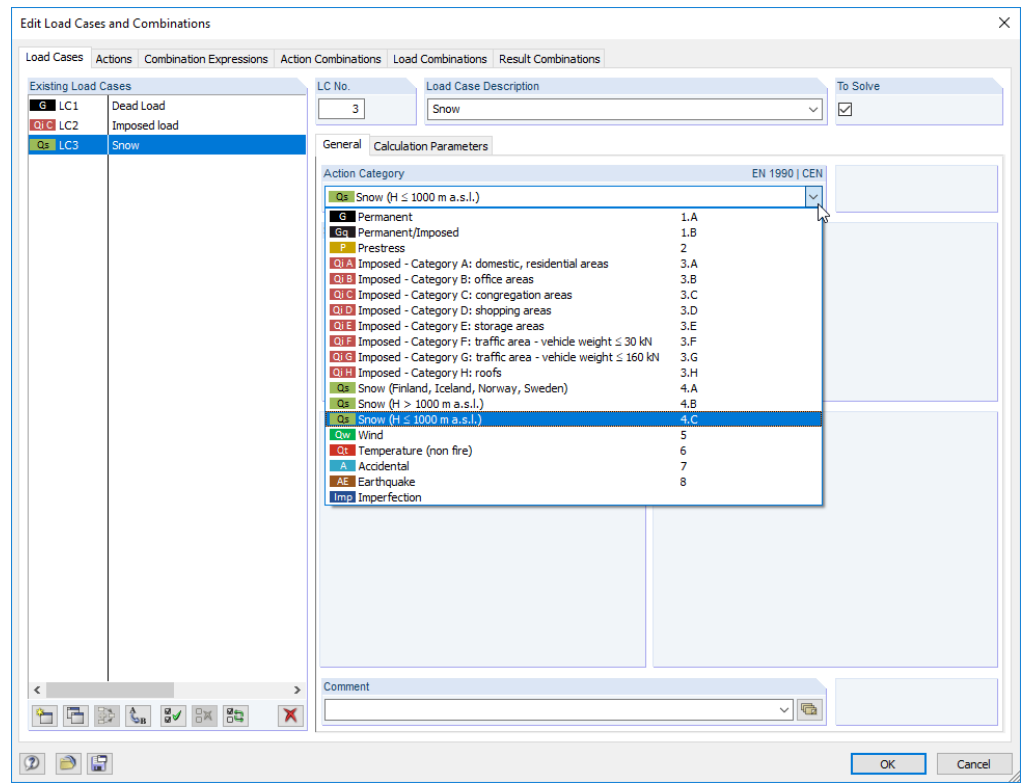 Edit Load Cases and Combinations
Load Cases Actions Combination Expressions Action Combinations Load Combinations Result Combinations
Existing Load Cases
G LC1 Dead Load
Qi C LC2 Imposed load
Qs LC3 Snow
LC No.
3
Load Case Description
Snow
To Solve
General Calculation Parameters
Action Category EN 1990 | CEN
Qs Snow (H ≤ 1000 m a.s.l.)
G Permanent 1.A
Gq Permanent/Imposed 1.B
P Prestress 2
Qi A Imposed - Category A: domestic, residential areas 3.A
Qi B Imposed - Category B: office areas 3.B
Qi C Imposed - Category C: congregation areas 3.C
Qi D Imposed - Category D: shopping areas 3.D
Qi E Imposed - Category E: storage areas 3.E
Qi F Imposed - Category F: traffic area - vehicle weight ≤ 30 kN 3.F
Qi G Imposed - Category G: traffic area - vehicle weight ≤ 160 kN 3.G
Qi H Imposed - Category H: roofs 3.H
Qs Snow (Finland, Iceland, Norway, Sweden) 4.A
Qs Snow (H > 1000 m a.s.l.) 4.B
Qs Snow (H ≤ 1000 m a.s.l.) 4.C
Qw Wind 5
Qt Temperature (non fire) 6
A Accidental 7
AE Earthquake 8
Imp Imperfection
Comment
OK Cancel